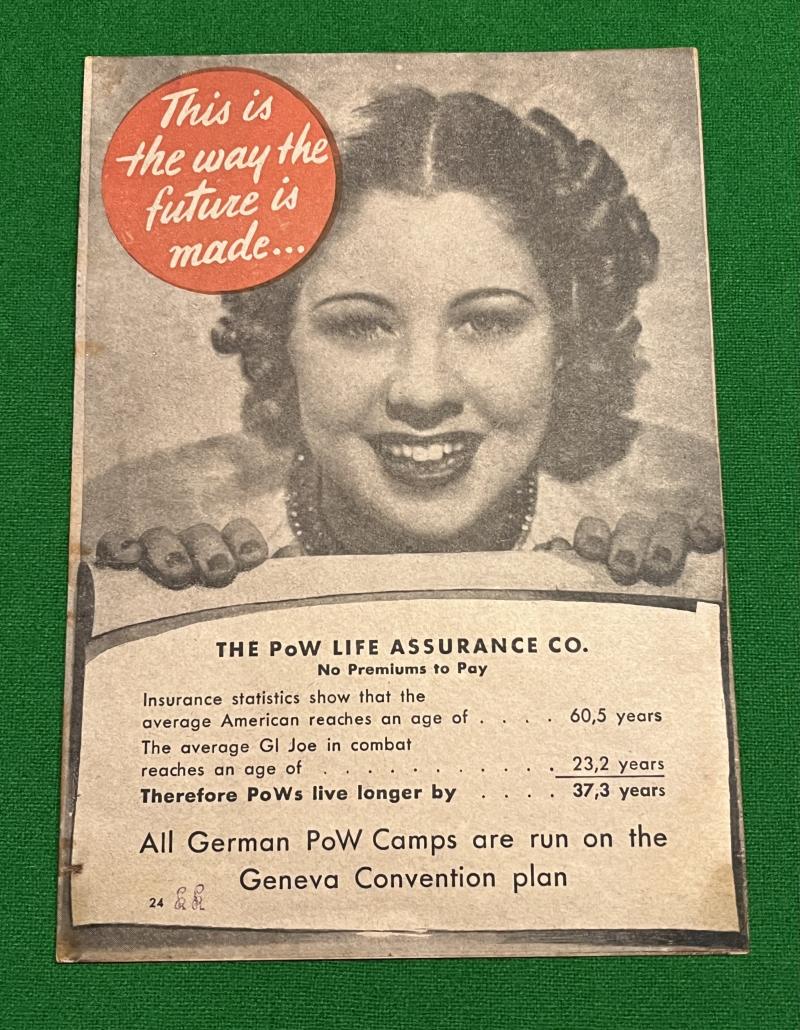 This is
the way the
future is
made...
THE PoW LIFE ASSURANCE CO.
No Premiums to Pay
Insurance statistics show that the
average American reaches an age of . . . . 60,5 years
The average GI Joe in combat
reaches an age of . . . . . . . . . . . 23,2 years
Therefore PoWs live longer by . . . . 37,3 years
All German PoW Camps are run on the
Geneva Convention plan
24